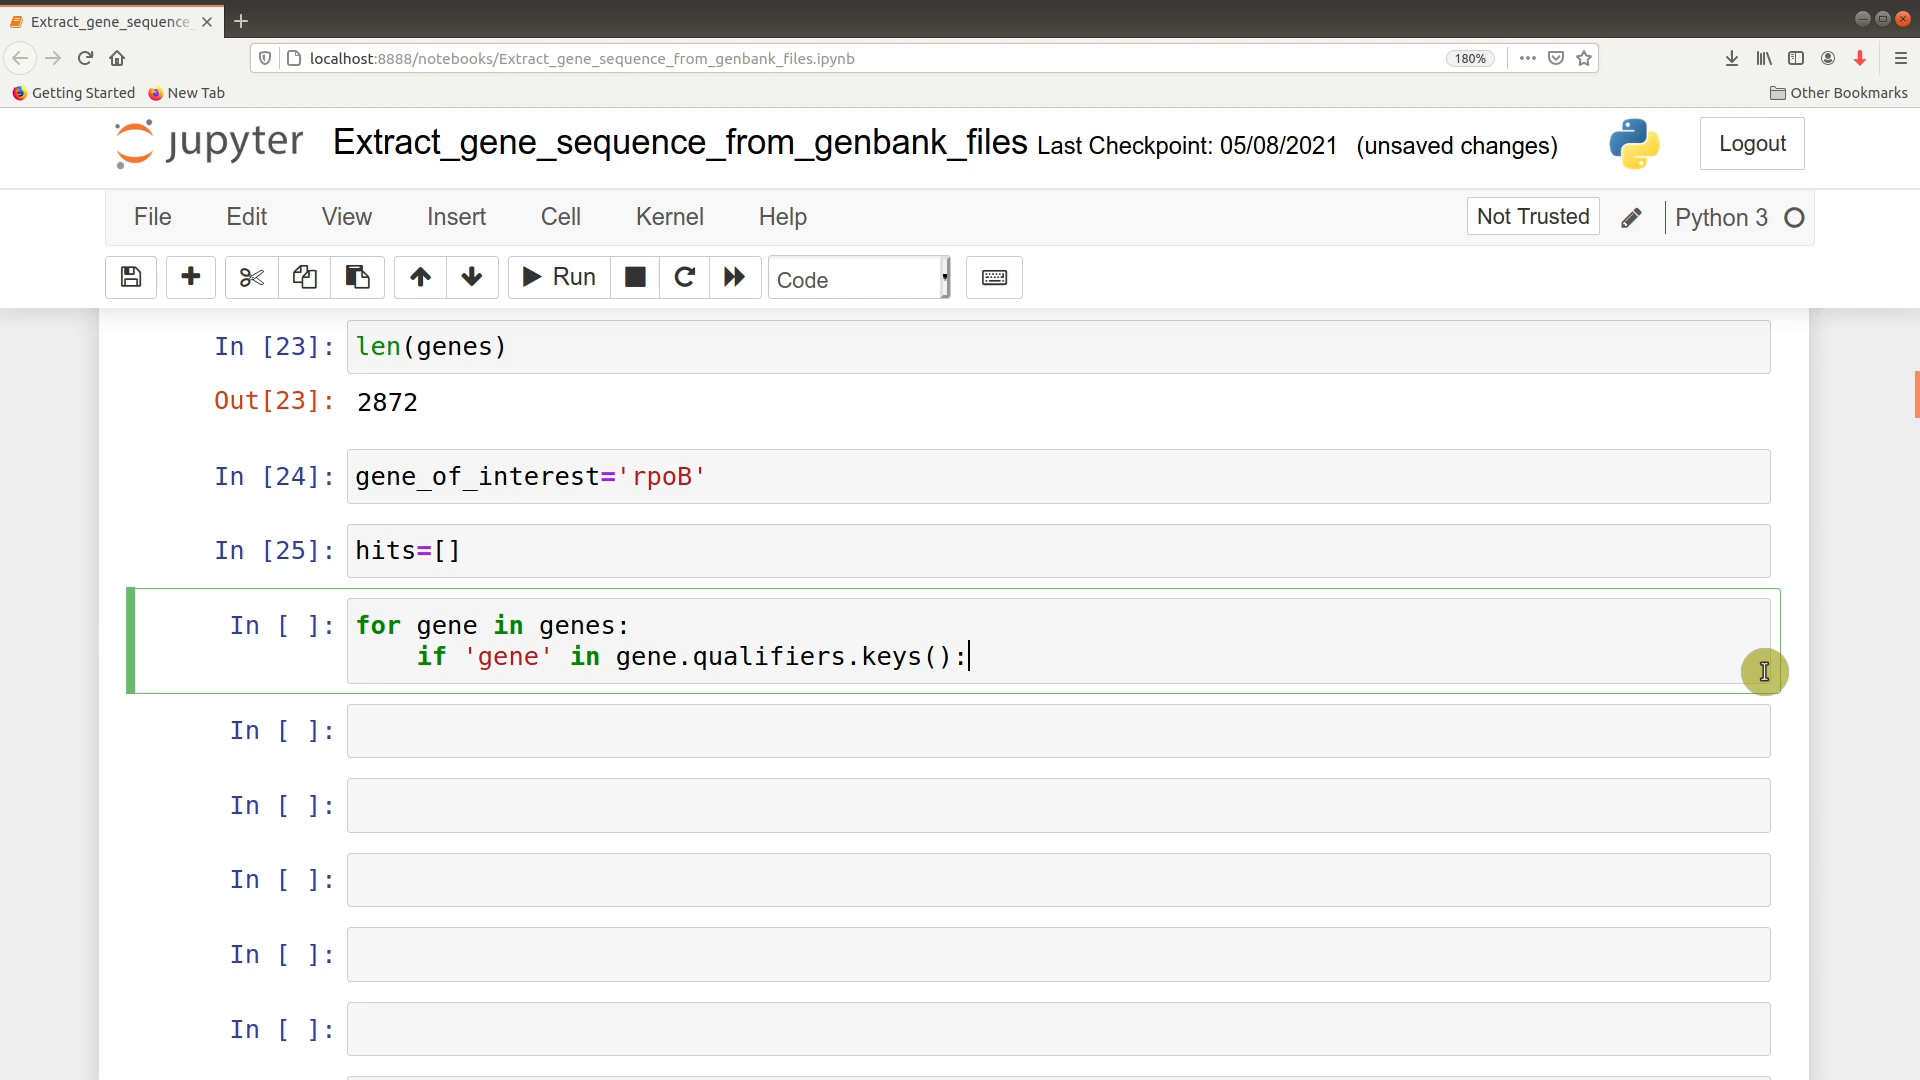 Extract_gene_sequence_
localhost:8888/notebooks/Extract_gene_sequence_from_genbank_files.ipynb
180%
Getting Started
New Tab
Other Bookmarks
jupyter
Extract_gene_sequence_from_genbank_files Last Checkpoint: 05/08/2021 (unsaved changes)
Logout
File Edit View Insert Cell Kernel Help
Not Trusted
Python 3
Run
Code
In [23]: len(genes)
Out[23]: 2872
In [24]: gene_of_interest='rpoB'
In [25]: hits=[]
In [ ]: for gene in genes:
if 'gene' in gene.qualifiers.keys():
In [ ]:
In [ ]:
In [ ]:
In [ ]:
In [ ]: